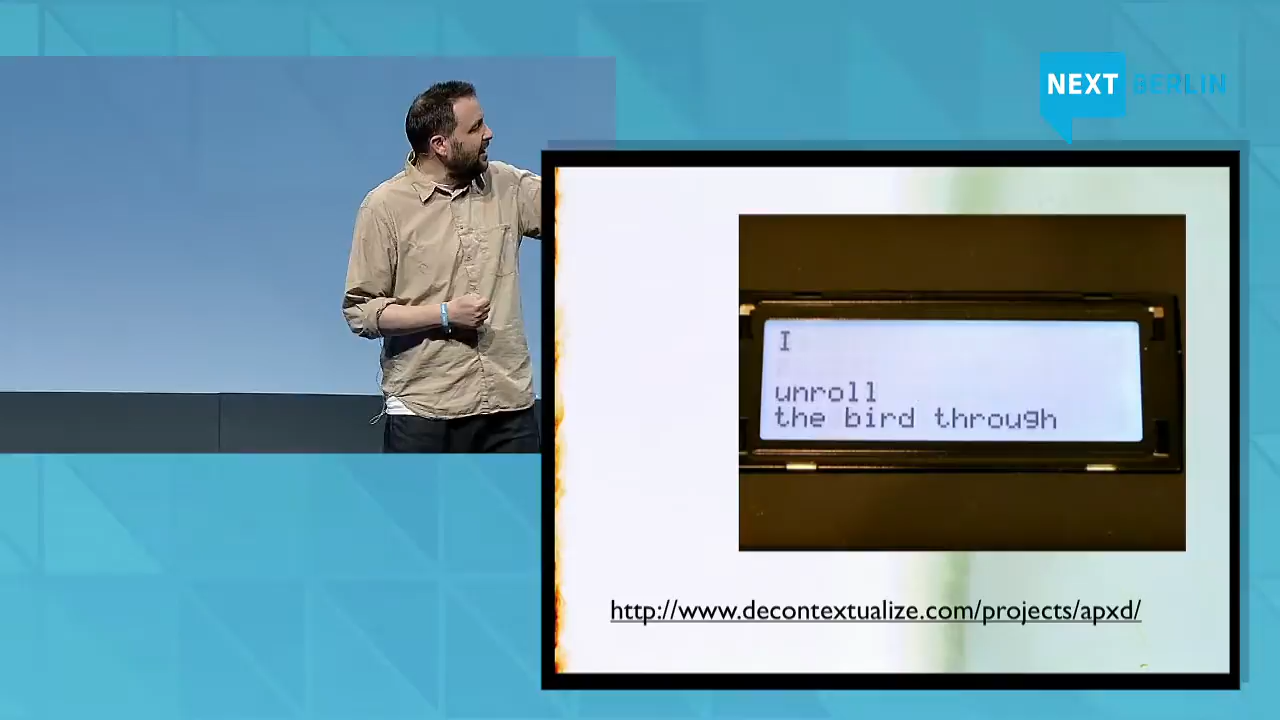 NEXT BERLIN
I
unroll
the bird through
http://www.decontextualize.com/projects/apxd/